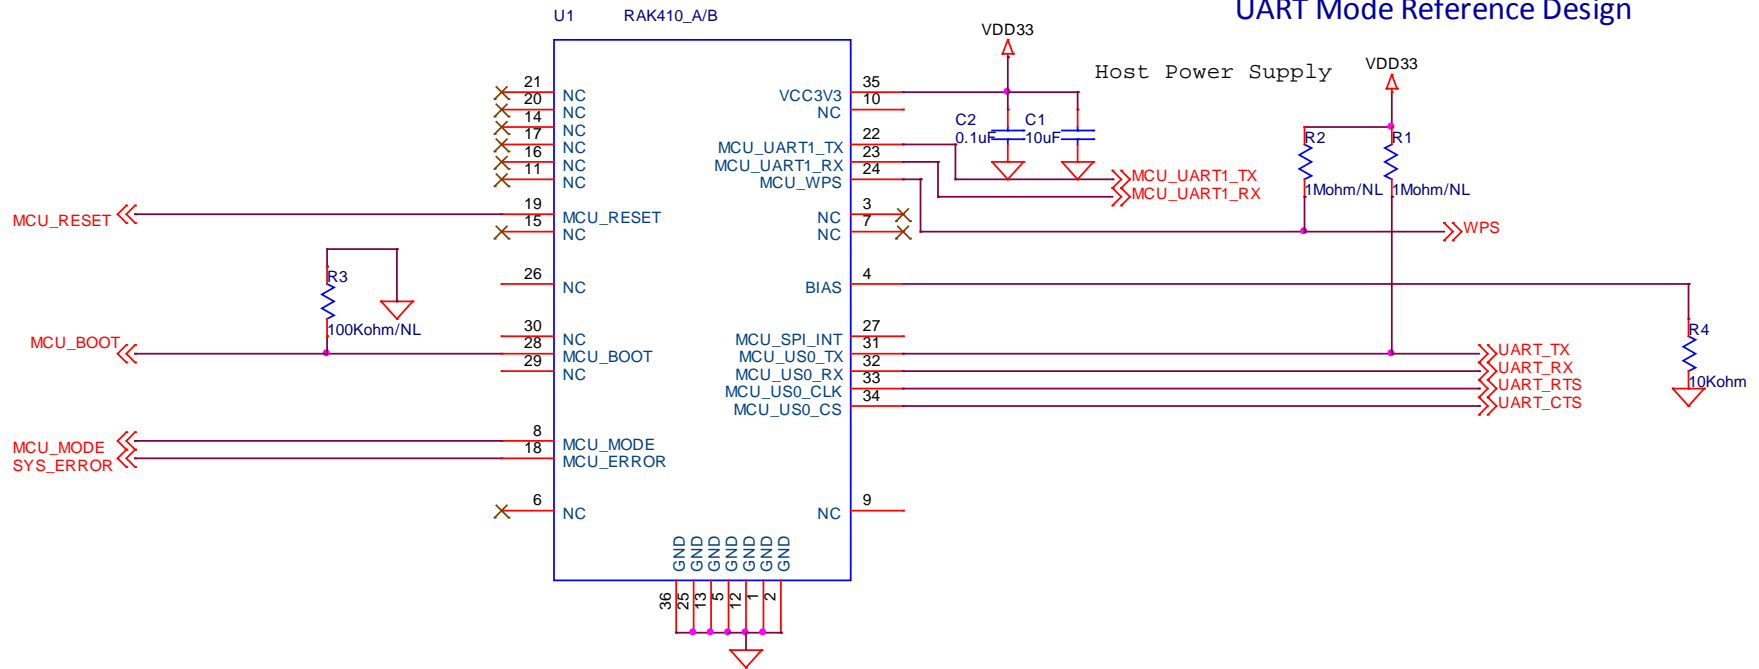 UART Mode Reference Design
U1 RAK410_A/B
VDD33
Host Power Supply
VDD33
21 NC
20 NC
14 NC
17 NC
16 NC
11 NC
MCU_RESET 19 MCU_RESET
15 NC
26 NC
R3
100Kohm/NL
30 NC
MCU_BOOT 28 MCU_BOOT
29 NC
MCU_MODE 8 MCU_MODE
SYS_ERROR 18 MCU_ERROR
6 NC
VCC3V3 35
NC 10
C2 C1
0.1uF 10uF
MCU_UART1_TX 22 MCU_UART1_TX
MCU_UART1_RX 23 MCU_UART1_RX
MCU_WPS 24 WPS
R2 R1
1Mohm/NL 1Mohm/NL
NC 3
NC 7
BIAS 4
R4
10Kohm
MCU_SPI_INT 27
MCU_US0_TX 31 UART_TX
MCU_US0_RX 32 UART_RX
MCU_US0_CLK 33 UART_RTS
MCU_US0_CS 34 UART_CTS
NC 9
GND GND GND GND GND GND GND
36 25 13 5 12 1 2